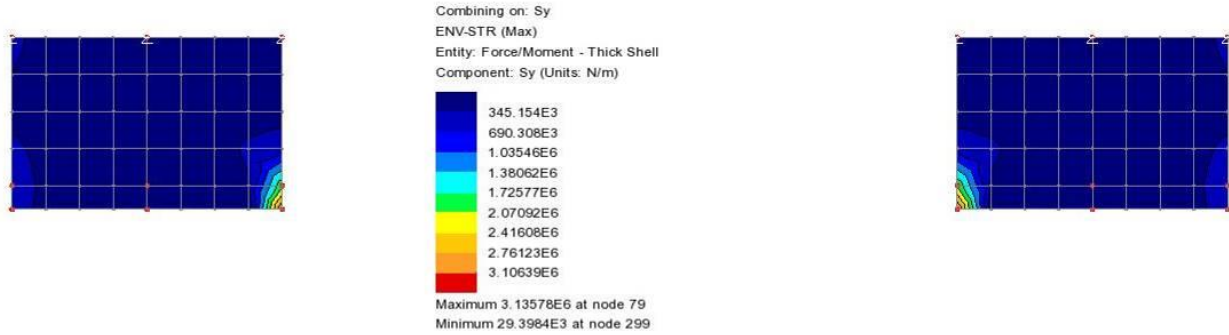 Combining on: Sy
ENV-STR (Max)
Entity: Force/Moment - Thick Shell
Component: Sy (Units: N/m)
345.154E3
690.308E3
1.03546E6
1.38062E6
1.72577E6
2.07092E6
2.41608E6
2.76123E6
3.10639E6
Maximum 3.13578E6 at node 79
Minimum 29.3984E3 at node 299